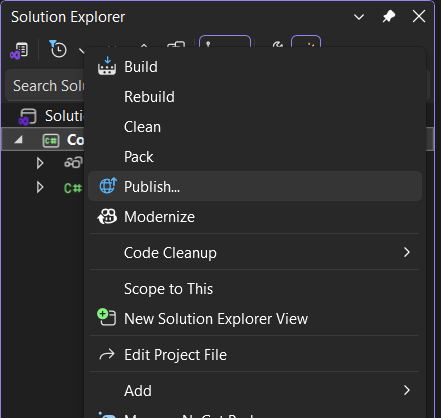 Solution Explorer
Search Solu
Soluti
Co
C#
Build
Rebuild
Clean
Pack
Publish...
Modernize
Code Cleanup
Scope to This
New Solution Explorer View
Edit Project File
Add